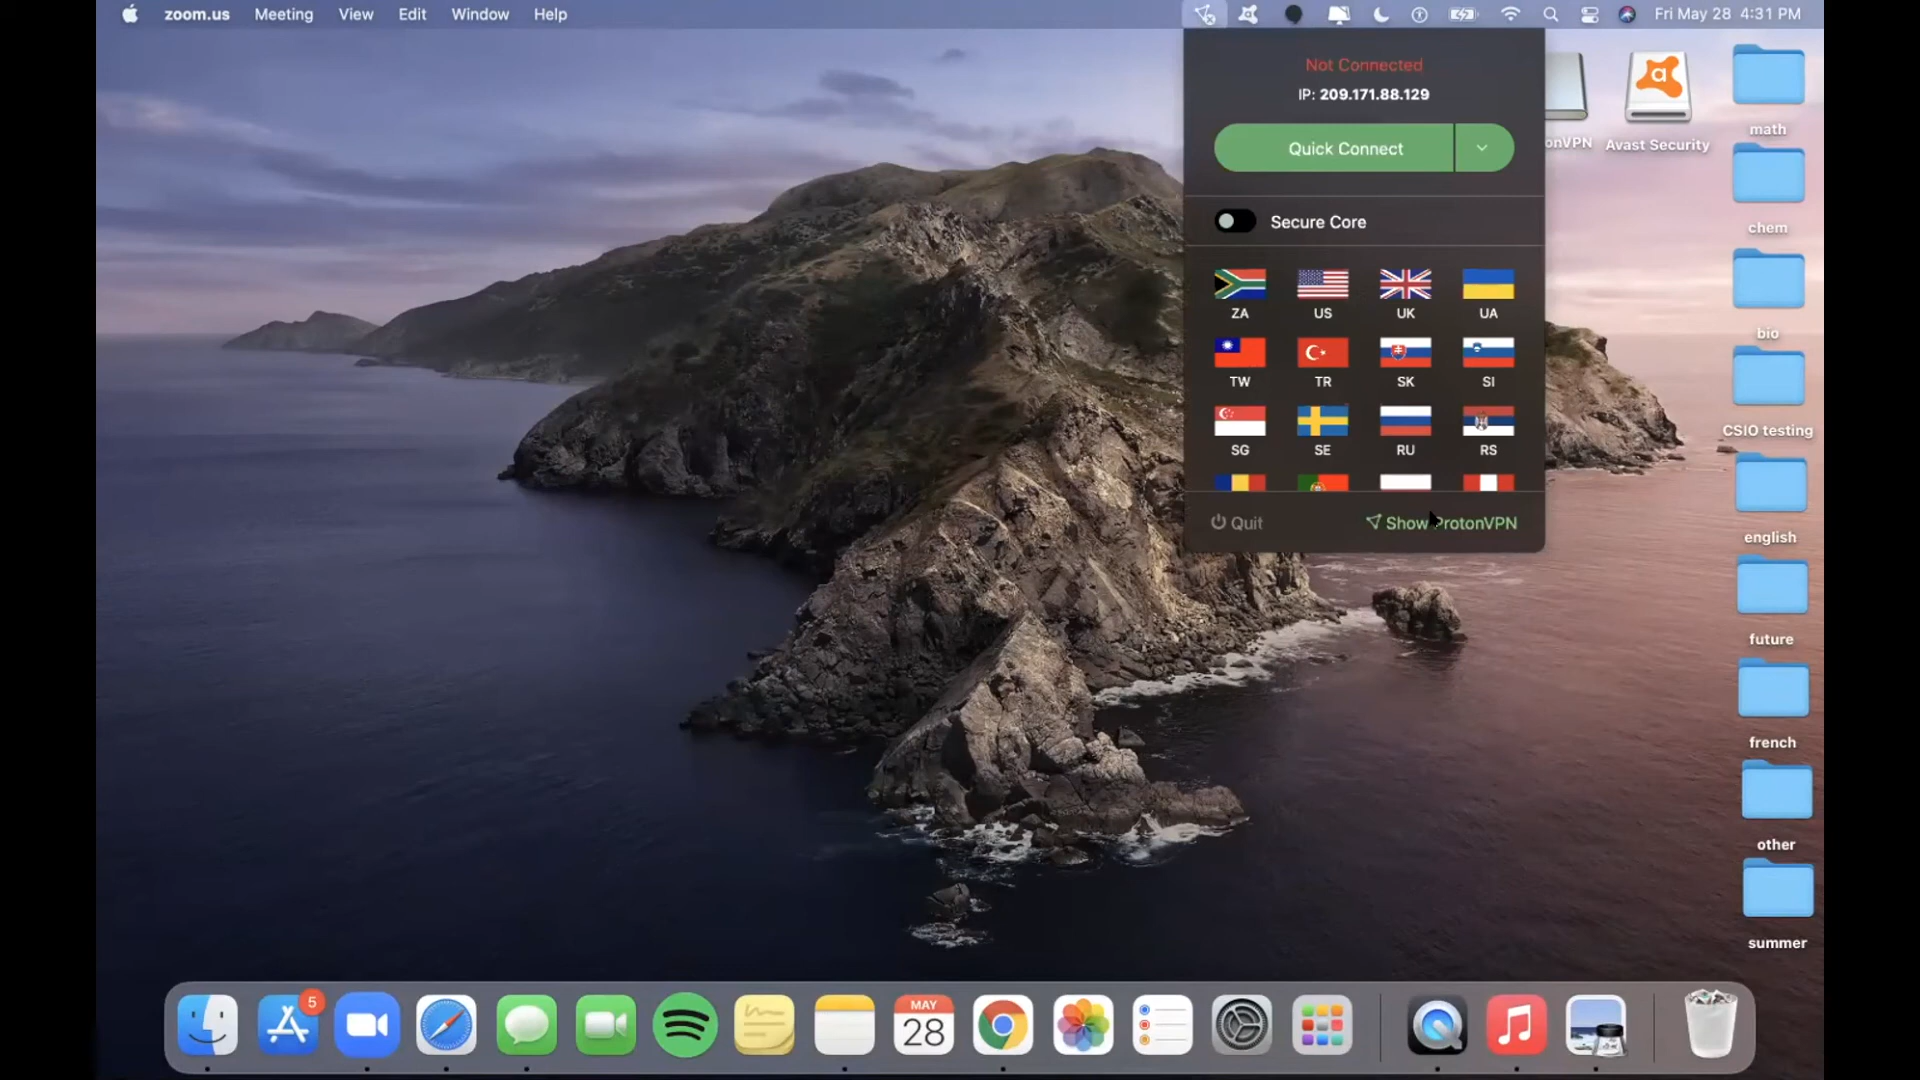 zoom.us Meeting View Edit Window Help Fri May 28 4:31 PM
Not Connected
IP: 209.171.88.129
Quick Connect
Secure Core
ZA US UK UA
TW TR SK SI
SG SE RU RS
Quit Show ProtonVPN
onVPN
Avast Security
math
chem
bio
CSIO testing
english
future
french
other
summer
5
MAY
28